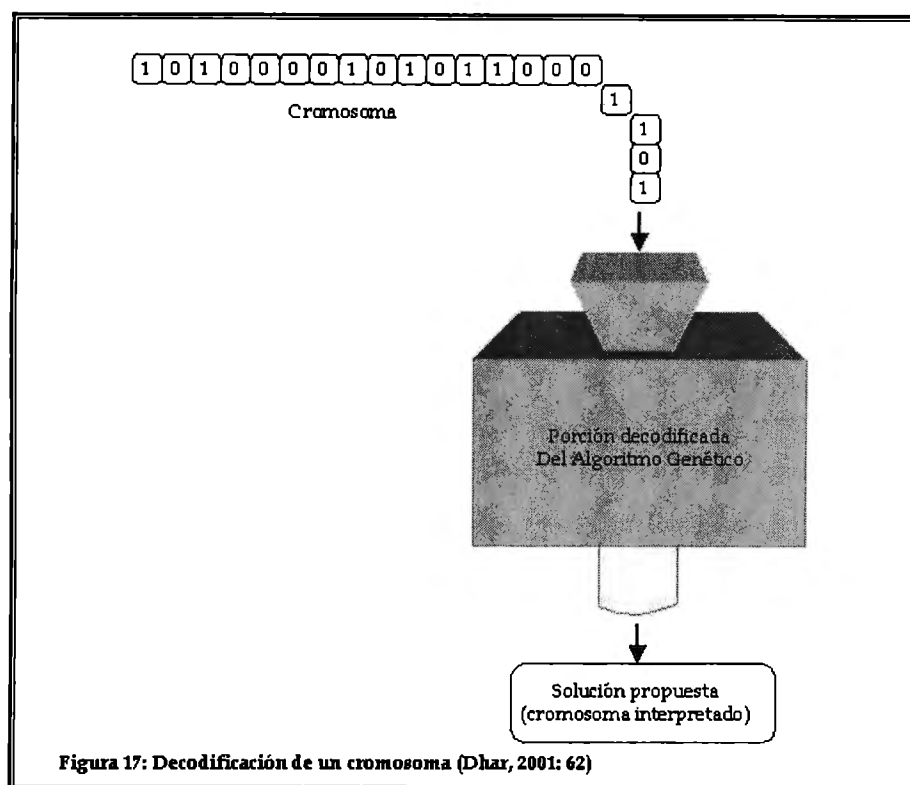 1 0 1 0 0 0 0 1 0 1 0 1 1 0 0 0
1
Cromosoma
1
0
1
Porción decodificada
Del Algoritmo Genético
Solución propuesta
(cromosoma interpretado)
Figura 17: Decodificación de un cromosoma (Dhar, 2001: 62)